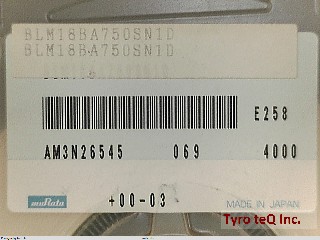 BLM18BA750SN1D
BLM18BA750SN1D
E258
AM3N26545 069 4000
muRata +00-03 MADE IN JAPAN
Tyro teQ Inc.